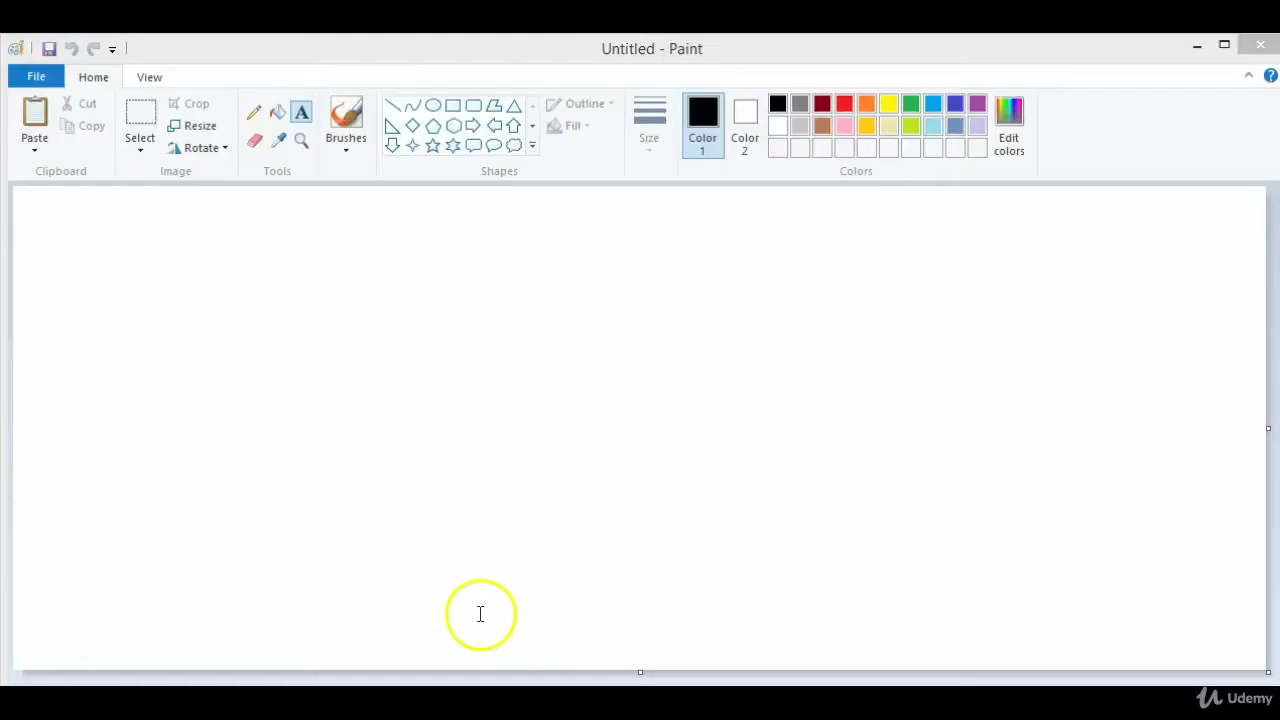 Untitled - Paint
File Home View
Paste Cut Copy Select Crop Resize Rotate A Brushes Outline Fill Size Color 1 Color 2 Edit colors
Clipboard Image Tools Shapes Colors
Udemy